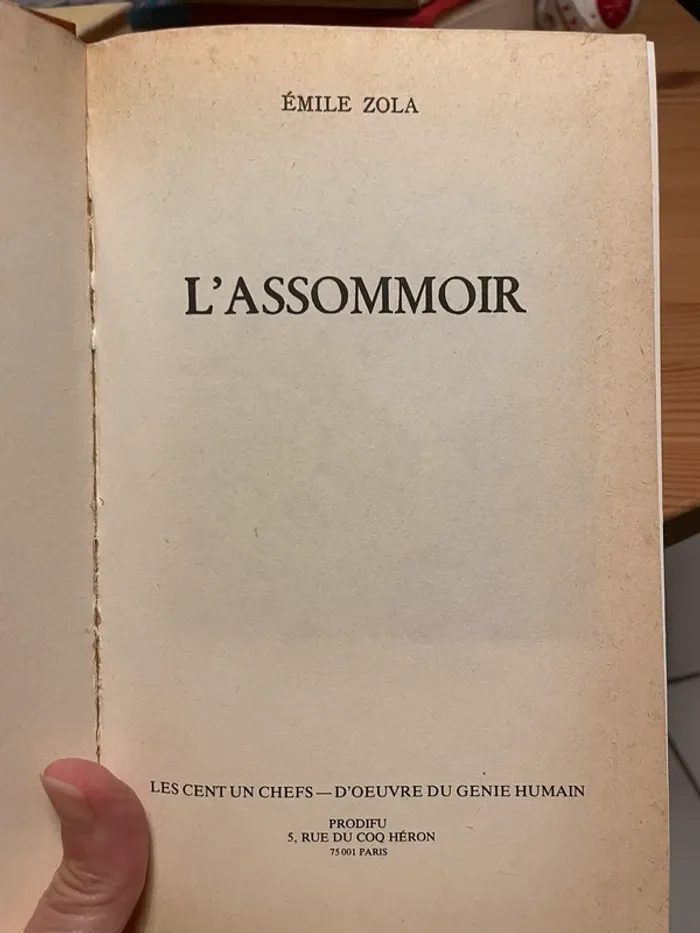 ÉMILE ZOLA
L'ASSOMMOIR
LES CENT UN CHEFS — D'OEUVRE DU GENIE HUMAIN
PRODIFU
5, RUE DU COQ HÉRON
75001 PARIS